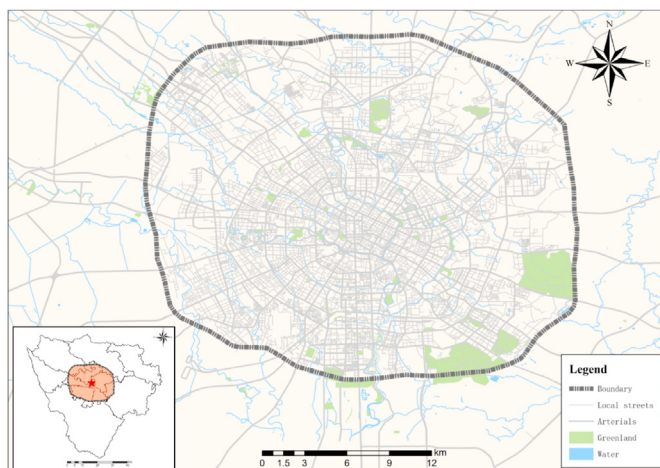 N
W E
S
Legend
Boundary
Local streets
Arterials
Greenland
Water
km
0 1.5 3 6 9 12